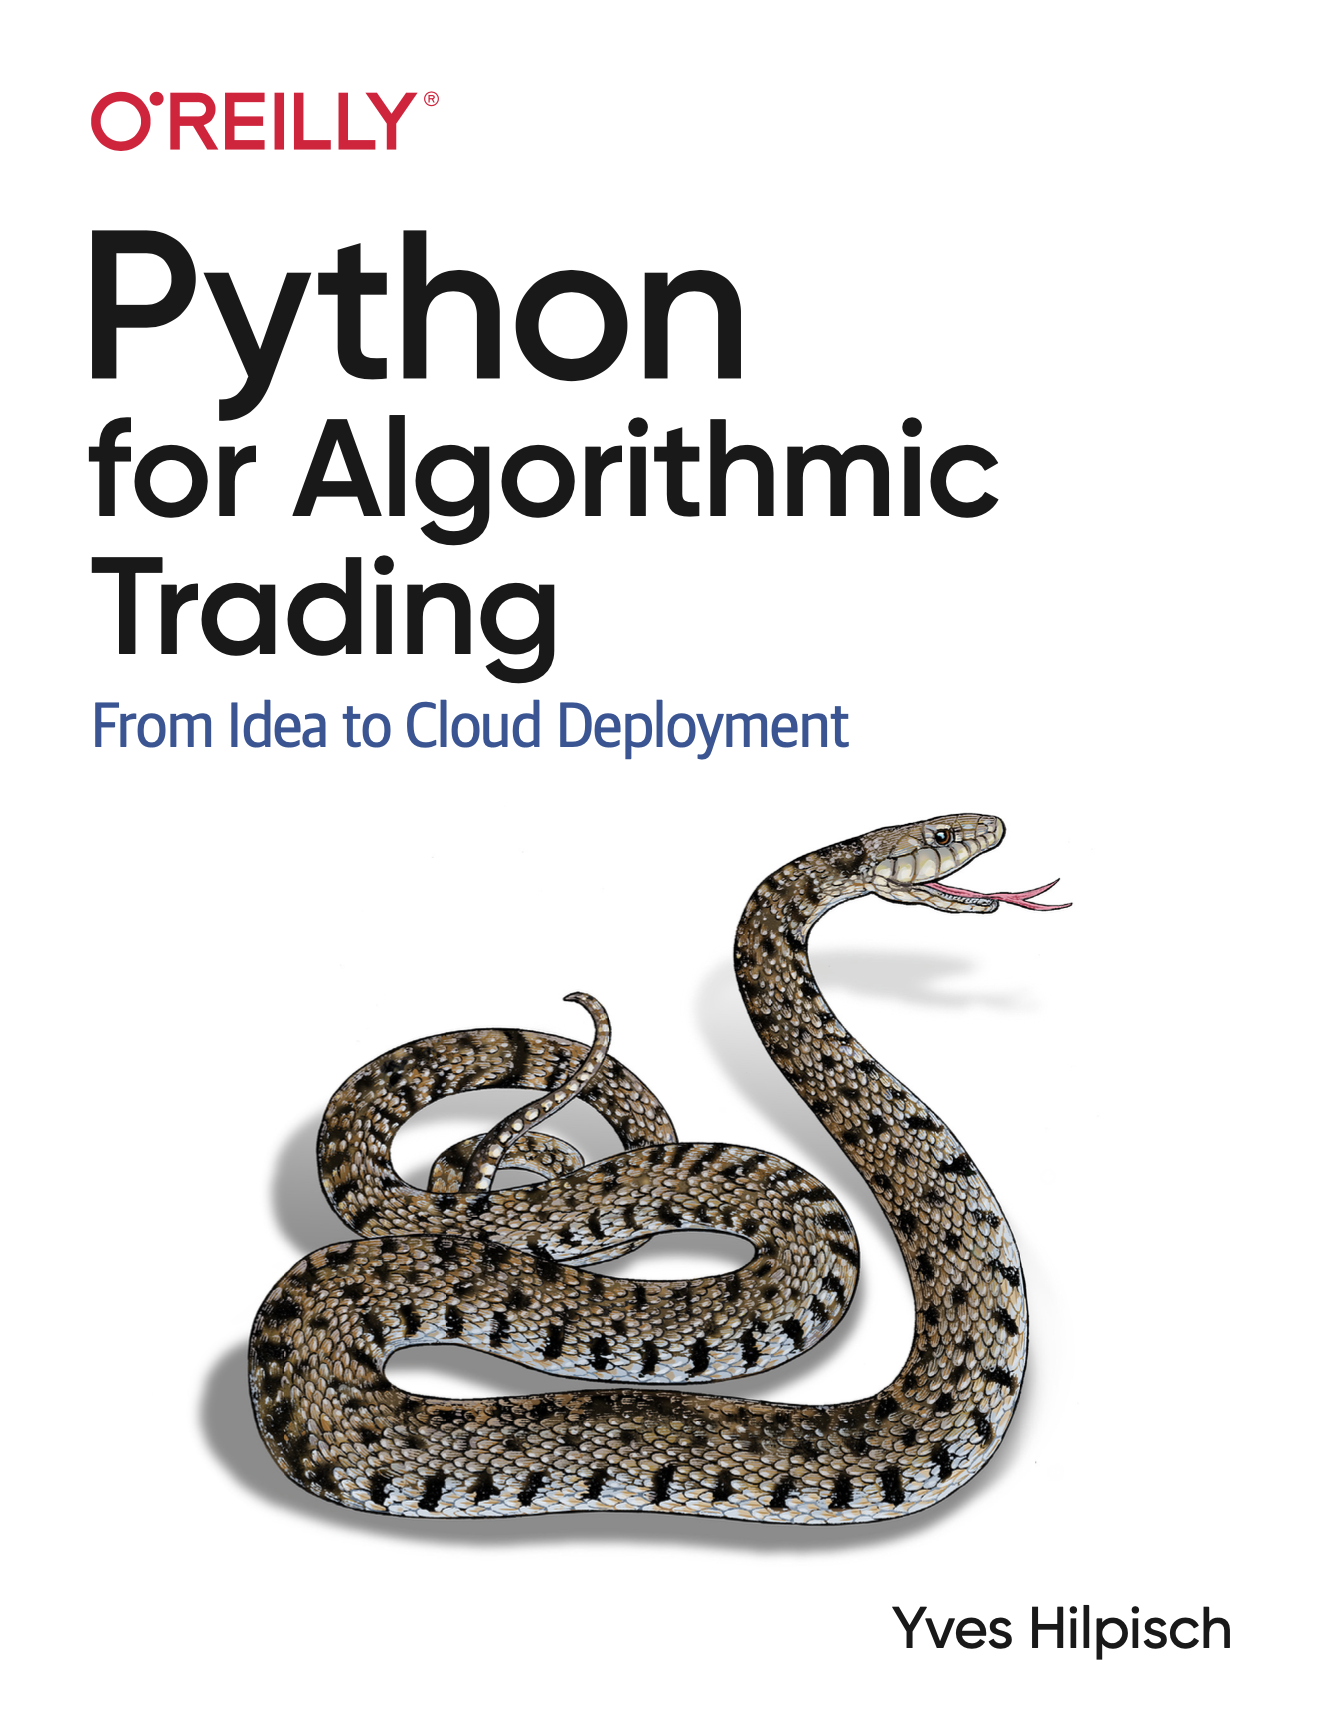 O'REILLY®
Python
for Algorithmic
Trading
From Idea to Cloud Deployment
Yves Hilpisch